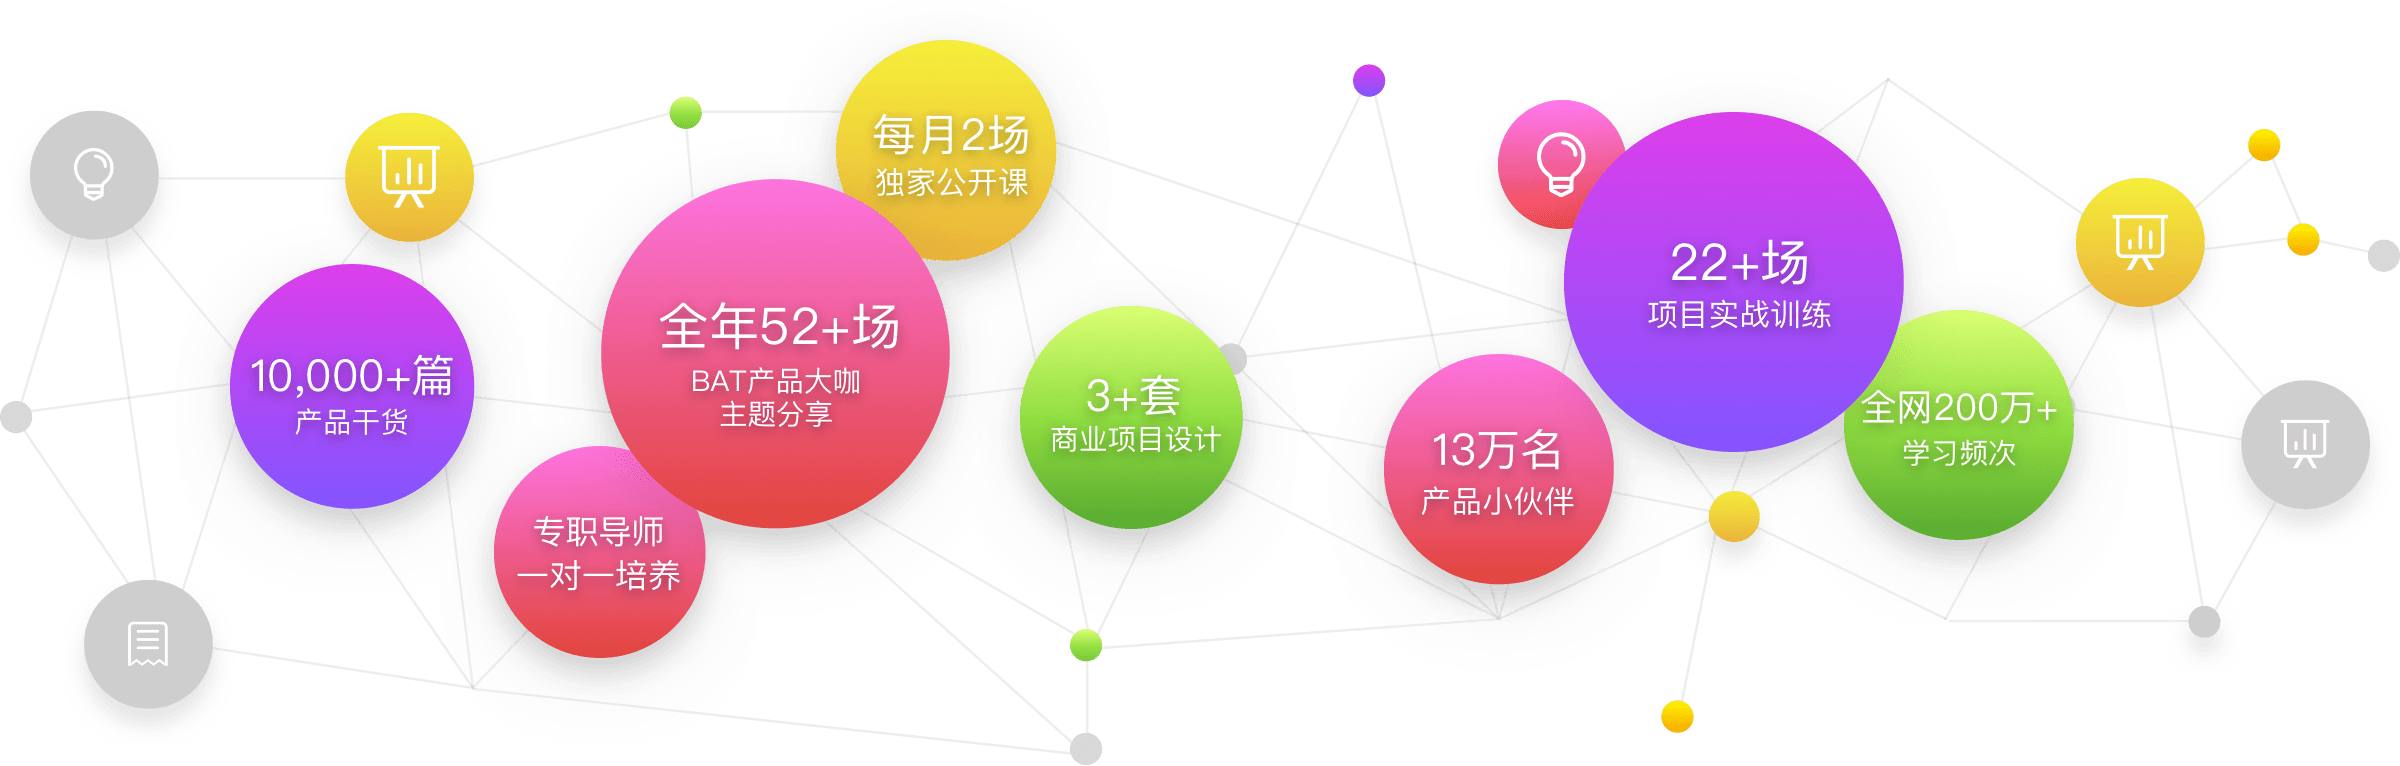 10,000+篇
产品干货
专职导师
一对一培养
全年52+场
BAT产品大咖
主题分享
每月2场
独家公开课
3+套
商业项目设计
13万名
产品小伙伴
22+场
项目实战训练
全网200万+
学习频次